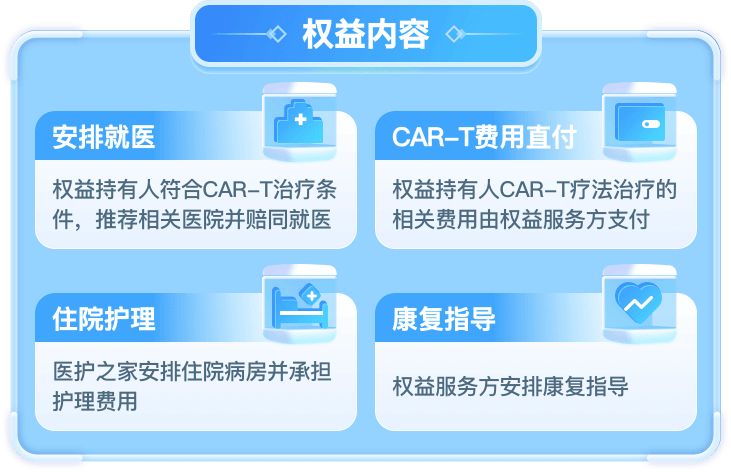 权益内容
安排就医
权益持有人符合CAR-T治疗条
件，推荐相关医院并赔同就医
CAR-T费用直付
权益持有人CAR-T疗法治疗的
相关费用由权益服务方支付
住院护理
医护之家安排住院病房并承担
护理费用
康复指导
权益服务方安排康复指导